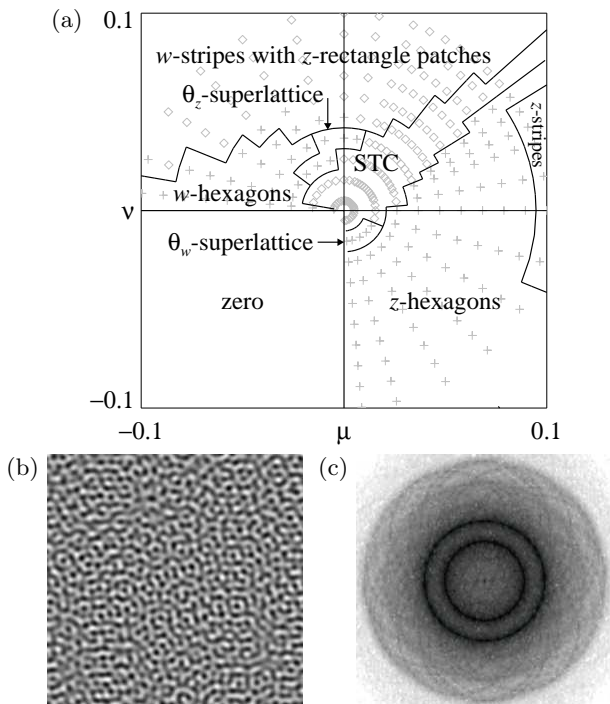 (a)
0.1
w-stripes with z-rectangle patches
θz-superlattice
z-stripes
STC
w-hexagons
ν
θw-superlattice
zero
z-hexagons
−0.1
−0.1
μ
0.1
(b)
(c)